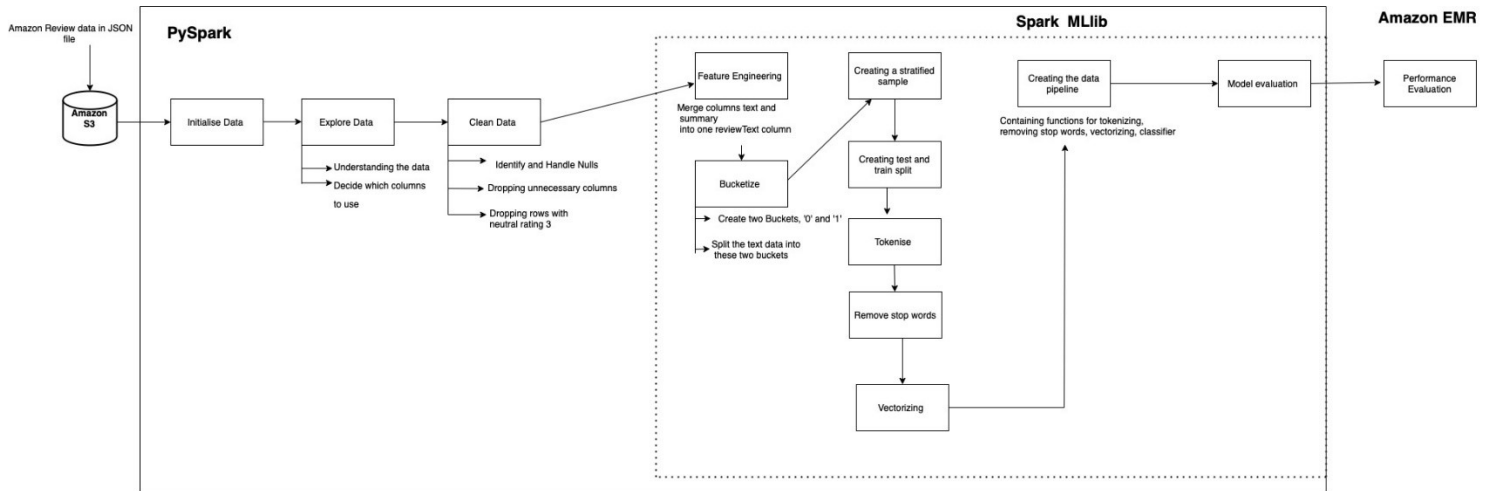 Amazon Review data in JSON
file
Amazon
S3
PySpark
Initialise Data
Explore Data
Understanding the data
Decide which columns
to use
Clean Data
Identify and Handle Nulls
Dropping unnecessary columns
Dropping rows with
neutral rating 3
Spark MLlib
Feature Engineering
Merge columns text and
summary
into one reviewText column
Bucketize
Create two Buckets, '0' and '1'
Split the text data into
these two buckets
Creating a stratified
sample
Creating test and
train split
Tokenise
Remove stop words
Vectorizing
Creating the data
pipeline
Containing functions for tokenizing,
removing stop words, vectorizing, classifier
Model evaluation
Amazon EMR
Performance
Evaluation